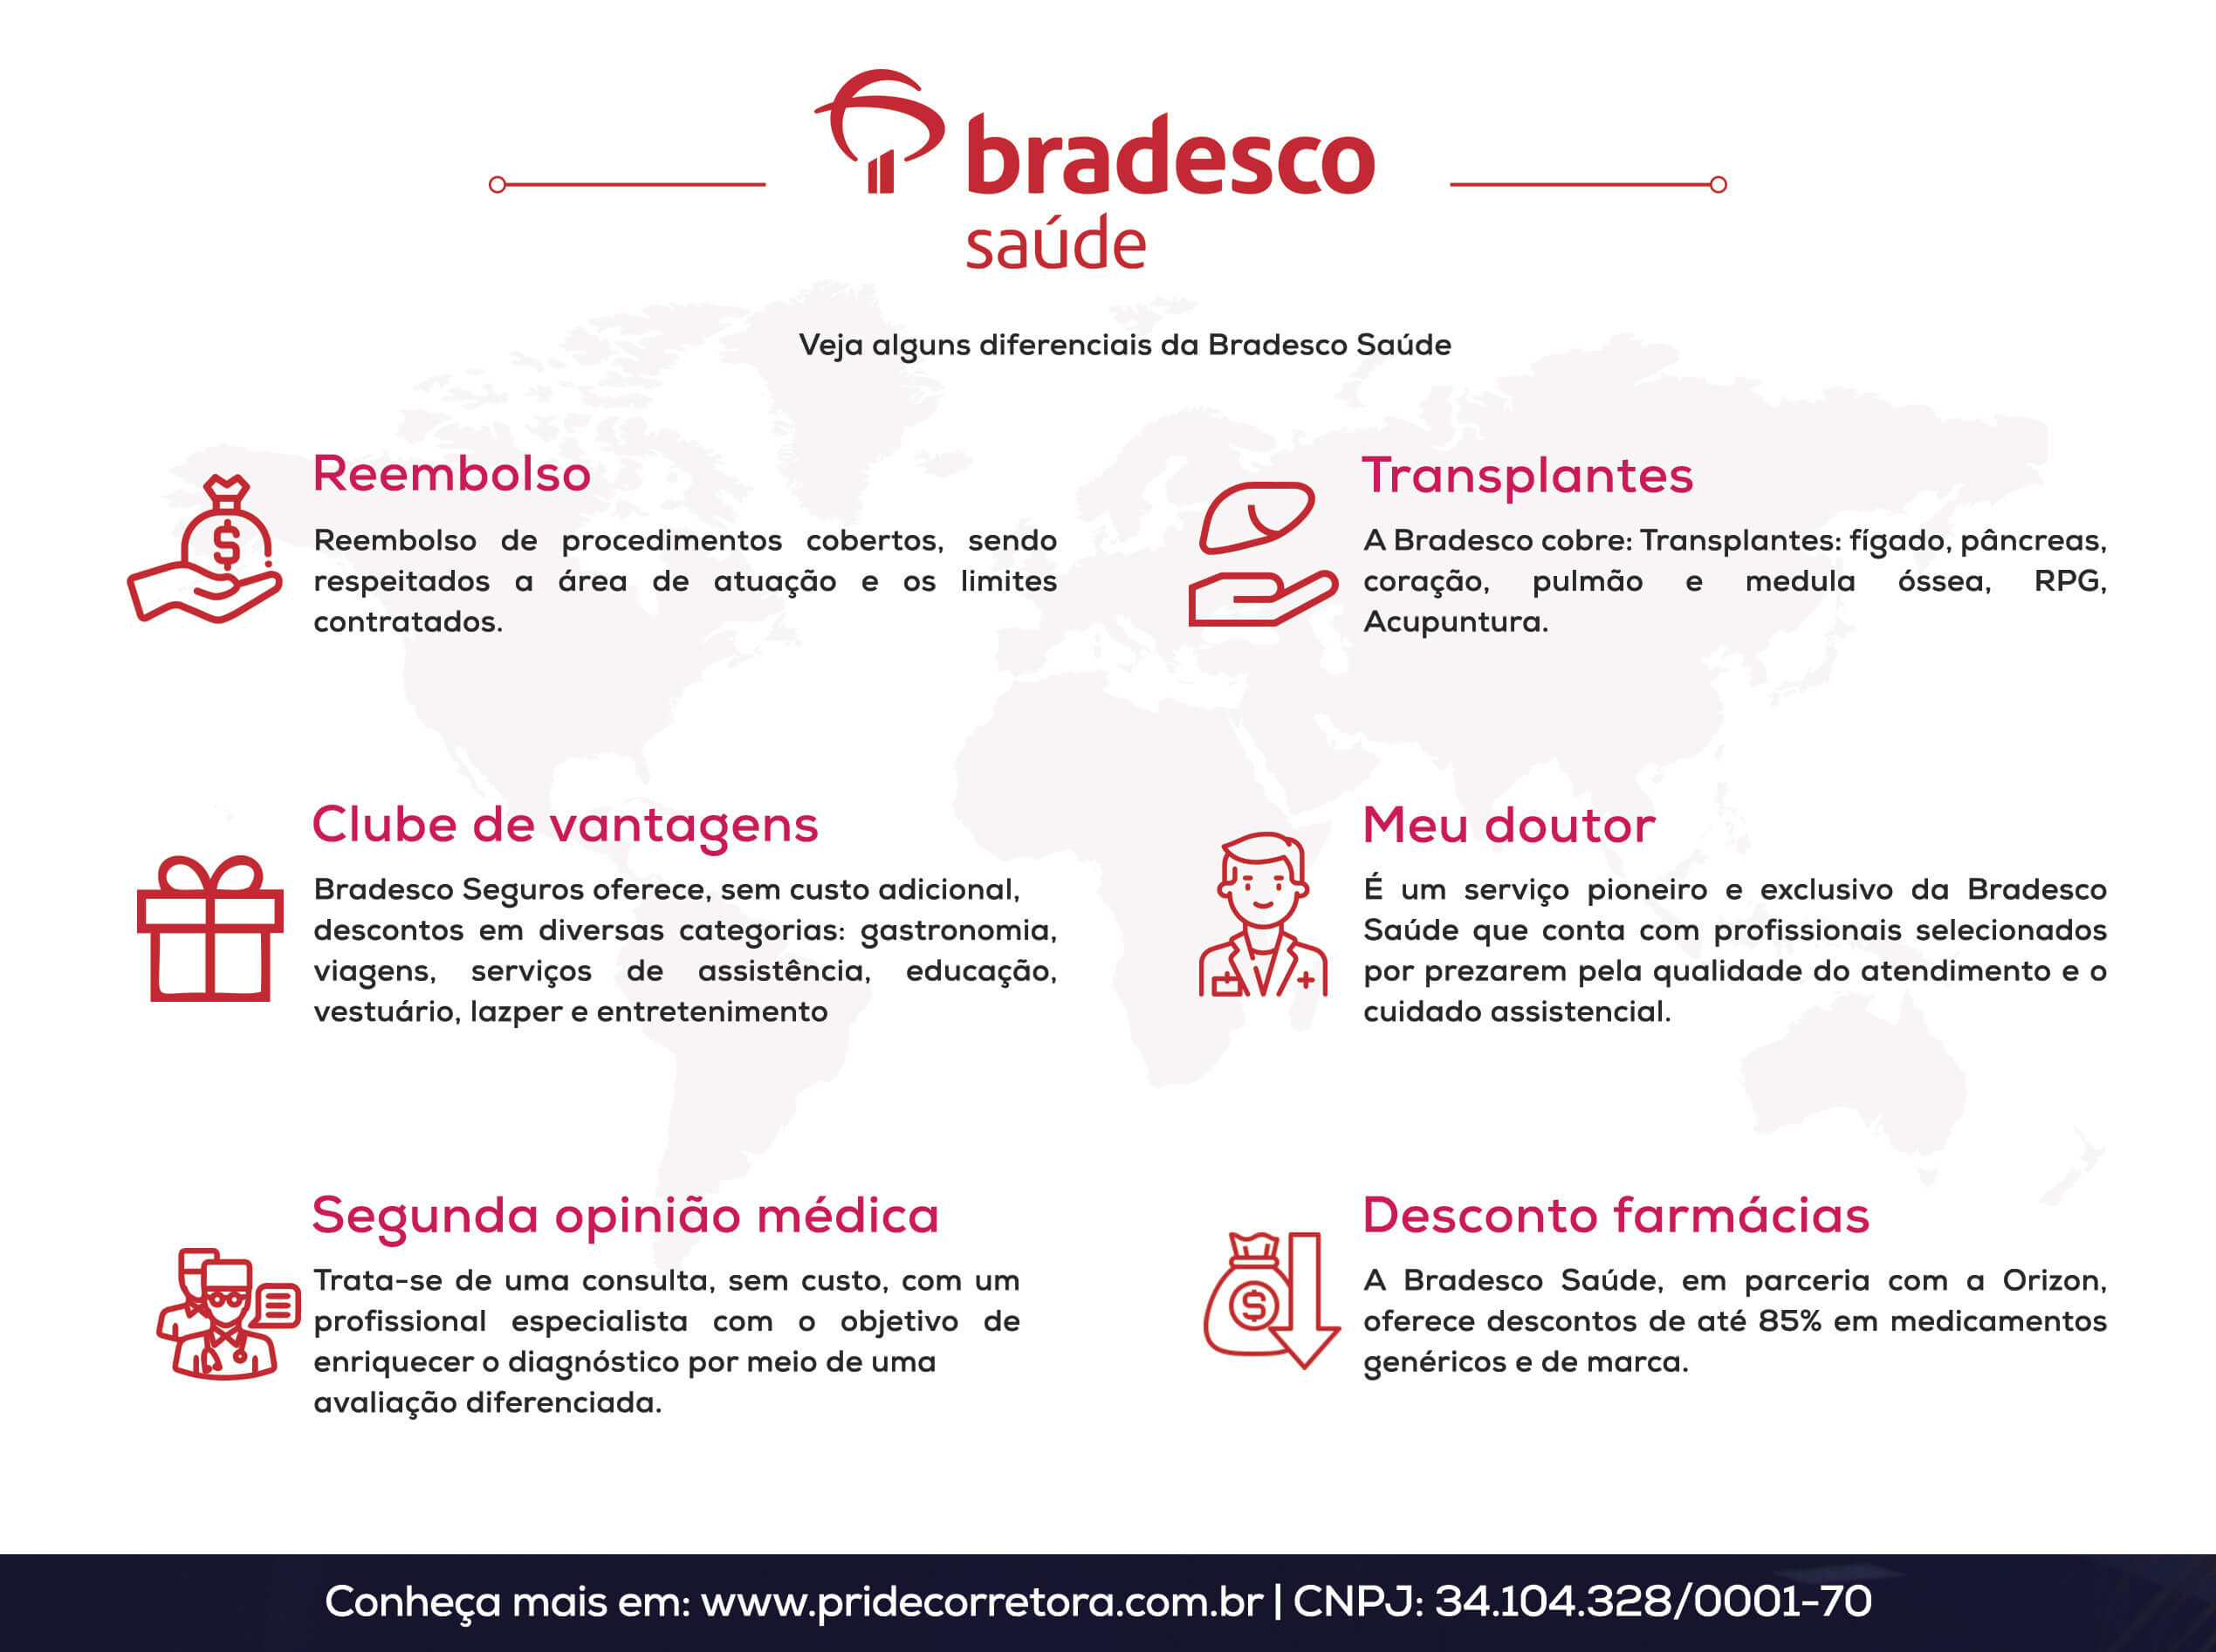 bradesco
saúde
Veja alguns diferenciais da Bradesco Saúde
Reembolso
Reembolso de procedimentos cobertos, sendo
respeitados a área de atuação e os limites
contratados.
Transplantes
A Bradesco cobre: Transplantes: fígado, pâncreas,
coração, pulmão e medula óssea, RPG,
Acupuntura.
Clube de vantagens
Bradesco Seguros oferece, sem custo adicional,
descontos em diversas categorias: gastronomia,
viagens, serviços de assistência, educação,
vestuário, lazper e entretenimento
Meu doutor
É um serviço pioneiro e exclusivo da Bradesco
Saúde que conta com profissionais selecionados
por prezarem pela qualidade do atendimento e o
cuidado assistencial.
Segunda opinião médica
Trata-se de uma consulta, sem custo, com um
profissional especialista com o objetivo de
enriquecer o diagnóstico por meio de uma
avaliação diferenciada.
Desconto farmácias
A Bradesco Saúde, em parceria com a Orizon,
oferece descontos de até 85% em medicamentos
genéricos e de marca.
Conheça mais em: www.pridecorretora.com.br | CNPJ: 34.104.328/0001-70